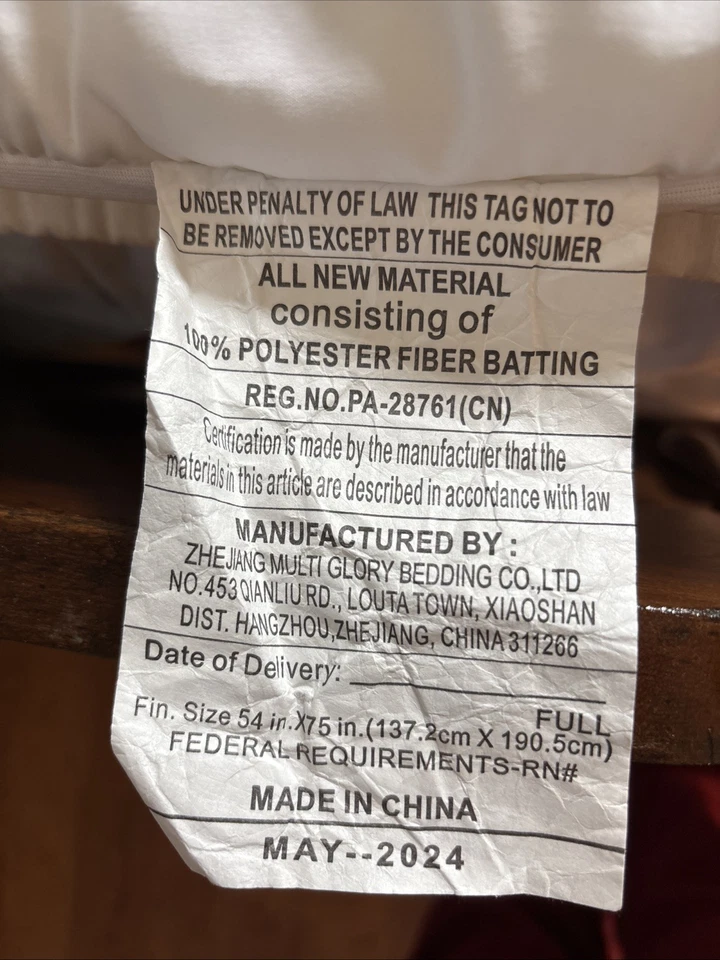 UNDER PENALTY OF LAW THIS TAG NOT TO
BE REMOVED EXCEPT BY THE CONSUMER
ALL NEW MATERIAL
consisting of
100% POLYESTER FIBER BATTING
REG.NO.PA-28761(CN)
Certification is made by the manufacturer that the
materials in this article are described in accordance with law
MANUFACTURED BY :
ZHEJIANG MULTI GLORY BEDDING CO.,LTD
NO.453 QIANLIU RD., LOUTA TOWN, XIAOSHAN
DIST. HANGZHOU,ZHEJIANG, CHINA 311266
Date of Delivery:
FULL
Fin. Size 54 in.X75 in.(137.2cm X 190.5cm)
FEDERAL REQUIREMENTS-RN#
MADE IN CHINA
MAY--2024